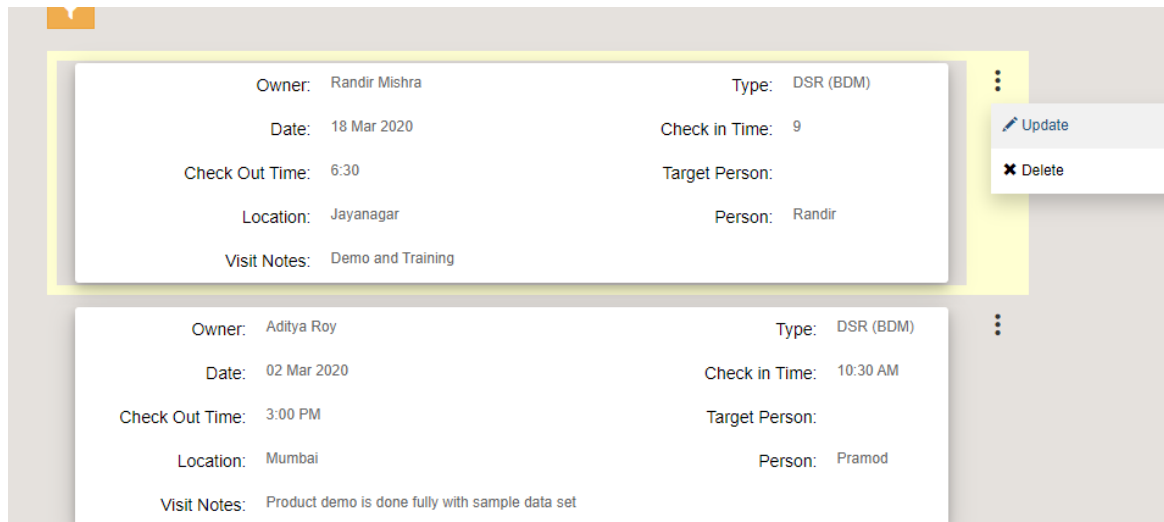 Owner: Randir Mishra Type: DSR (BDM)
Date: 18 Mar 2020 Check in Time: 9
Update
Check Out Time: 6:30 Target Person:
Delete
Location: Jayanagar Person: Randir
Visit Notes: Demo and Training
Owner: Aditya Roy Type: DSR (BDM)
Date: 02 Mar 2020 Check in Time: 10:30 AM
Check Out Time: 3:00 PM Target Person:
Location: Mumbai Person: Pramod
Visit Notes: Product demo is done fully with sample data set